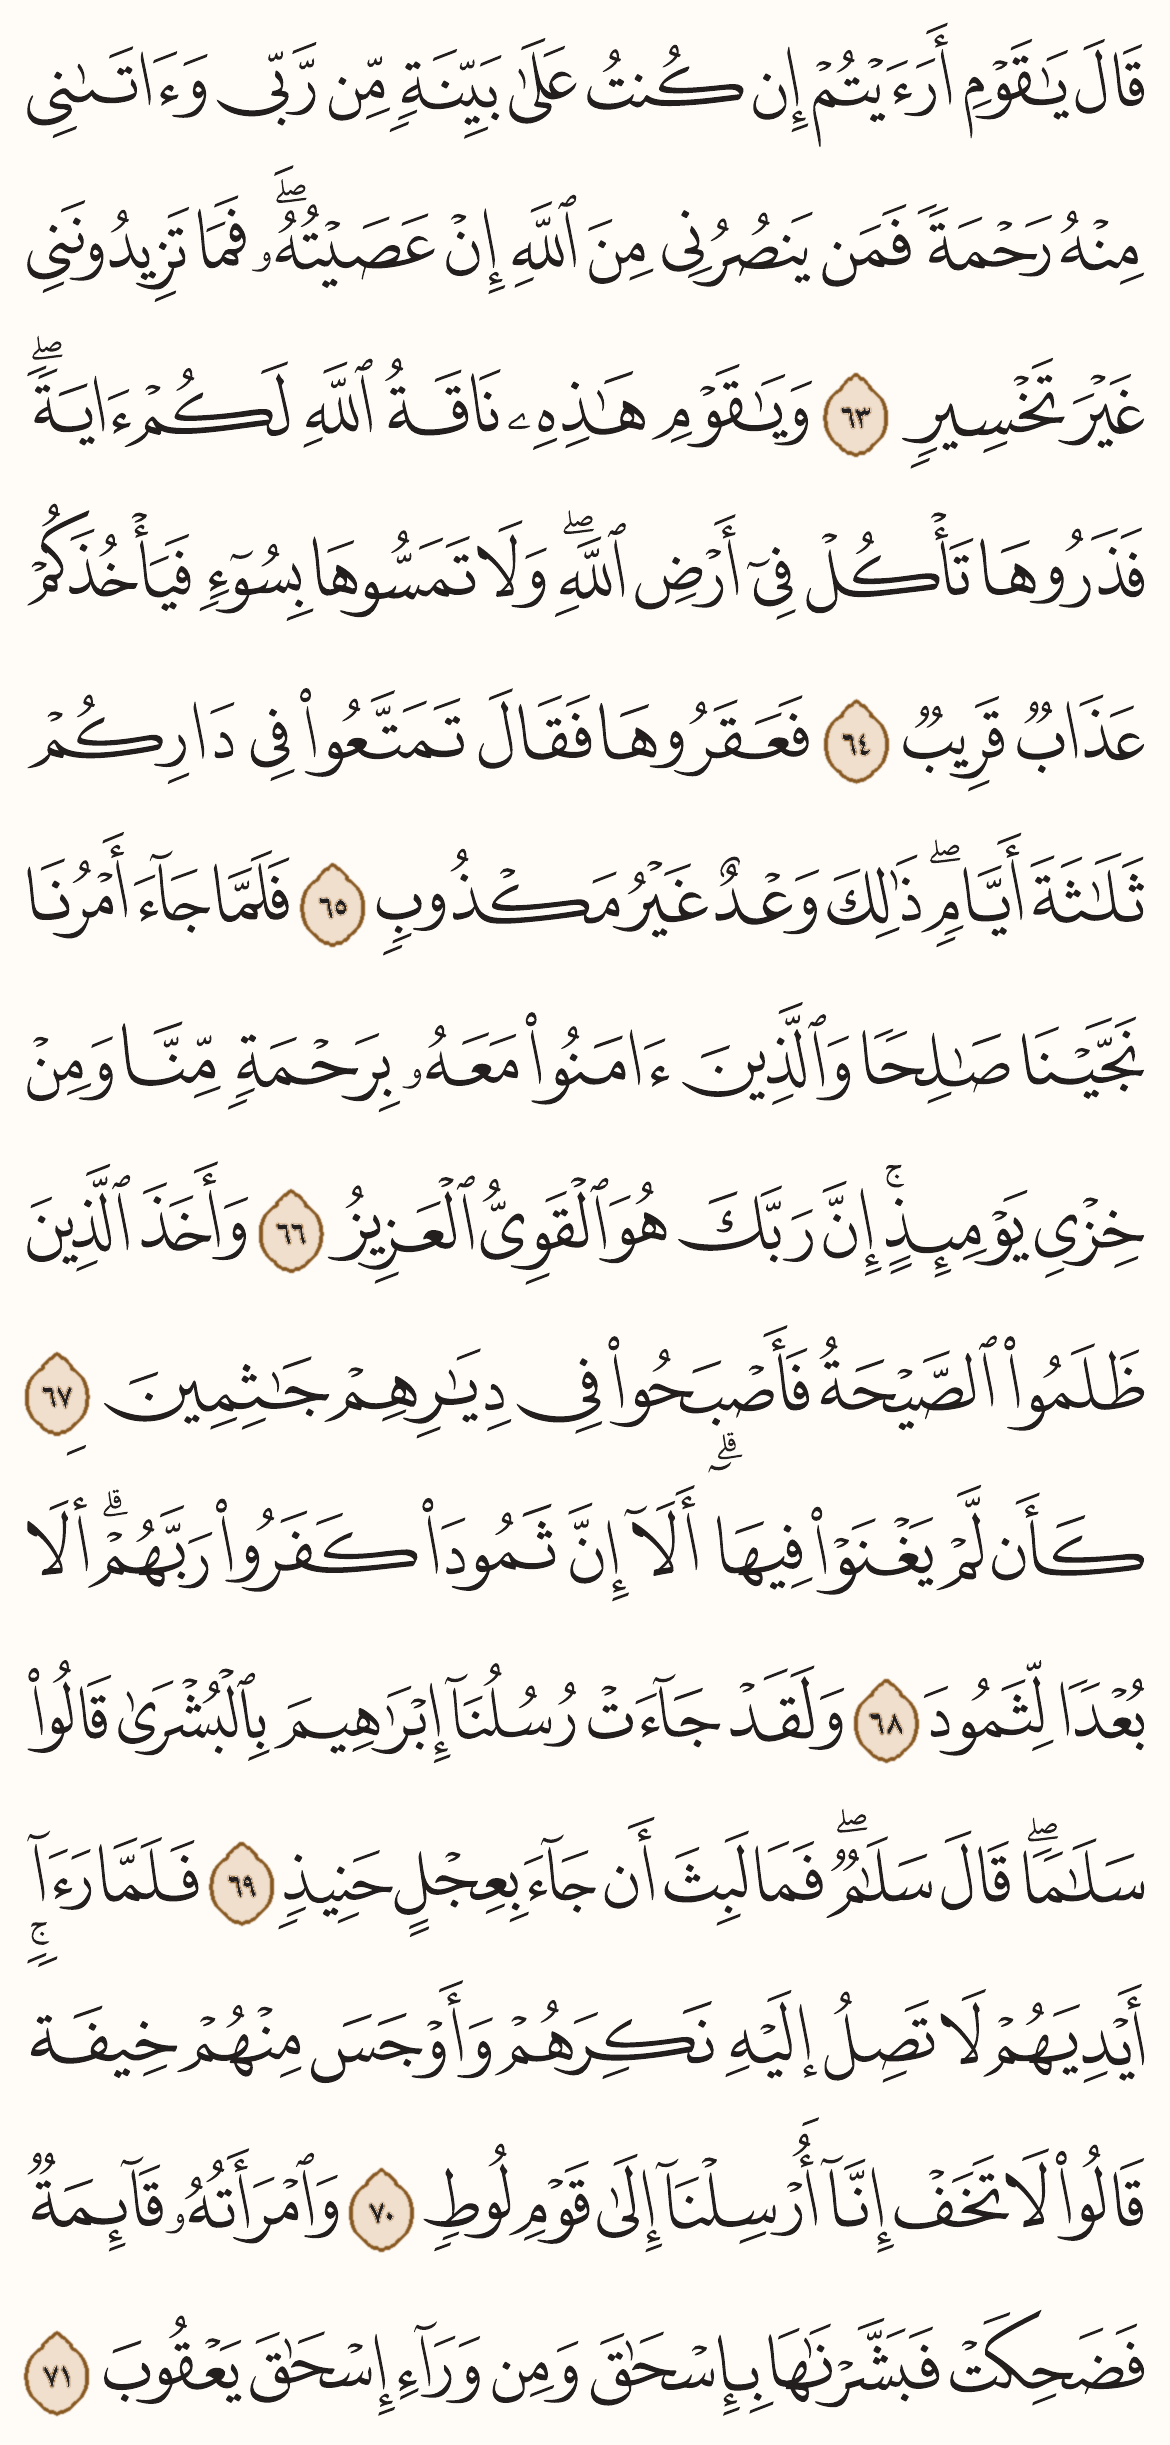 قَالَ يَـٰقَوْمِ أَرَءَيْتُمْ إِن كُنتُ عَلَىٰ بَيِّنَةٍ مِّن رَّبِّى وَءَاتَىٰنِى
مِنْهُ رَحْمَةً فَمَن يَنصُرُنِى مِنَ ٱللَّهِ إِنْ عَصَيْتُهُۥ ۖ فَمَا تَزِيدُونَنِى
غَيْرَ تَخْسِيرٍ ٦٣ وَيَـٰقَوْمِ هَـٰذِهِۦ نَاقَةُ ٱللَّهِ لَكُمْ ءَايَةً ۖ
فَذَرُوهَا تَأْكُلْ فِىٓ أَرْضِ ٱللَّهِ ۖ وَلَا تَمَسُّوهَا بِسُوٓءٍ فَيَأْخُذَكُمْ
عَذَابٌ قَرِيبٌ ٦٤ فَعَقَرُوهَا فَقَالَ تَمَتَّعُوا۟ فِى دَارِكُمْ
ثَلَـٰثَةَ أَيَّامٍ ۖ ذَٰلِكَ وَعْدٌ غَيْرُ مَكْذُوبٍ ٦٥ فَلَمَّا جَآءَ أَمْرُنَا
نَجَّيْنَا صَـٰلِحًا وَٱلَّذِينَ ءَامَنُوا۟ مَعَهُۥ بِرَحْمَةٍ مِّنَّا وَمِنْ
خِزْىِ يَوْمِئِذٍ ۚ إِنَّ رَبَّكَ هُوَ ٱلْقَوِىُّ ٱلْعَزِيزُ ٦٦ وَأَخَذَ ٱلَّذِينَ
ظَلَمُوا۟ ٱلصَّيْحَةُ فَأَصْبَحُوا۟ فِى دِيَـٰرِهِمْ جَـٰثِمِينَ ٦٧
كَأَن لَّمْ يَغْنَوْا۟ فِيهَآ ۗ أَلَآ إِنَّ ثَمُودَا۟ كَفَرُوا۟ رَبَّهُمْ ۗ أَلَا
بُعْدًا لِّثَمُودَ ٦٨ وَلَقَدْ جَآءَتْ رُسُلُنَآ إِبْرَٰهِيمَ بِٱلْبُشْرَىٰ قَالُوا۟
سَلَـٰمًا ۖ قَالَ سَلَـٰمٌ ۖ فَمَا لَبِثَ أَن جَآءَ بِعِجْلٍ حَنِيذٍ ٦٩ فَلَمَّا رَءَآ
أَيْدِيَهُمْ لَا تَصِلُ إِلَيْهِ نَكِرَهُمْ وَأَوْجَسَ مِنْهُمْ خِيفَةً ۚ
قَالُوا۟ لَا تَخَفْ إِنَّآ أُرْسِلْنَآ إِلَىٰ قَوْمِ لُوطٍ ٧٠ وَٱمْرَأَتُهُۥ قَآئِمَةٌ
فَضَحِكَتْ فَبَشَّرْنَـٰهَا بِإِسْحَـٰقَ وَمِن وَرَآءِ إِسْحَـٰقَ يَعْقُوبَ ٧١